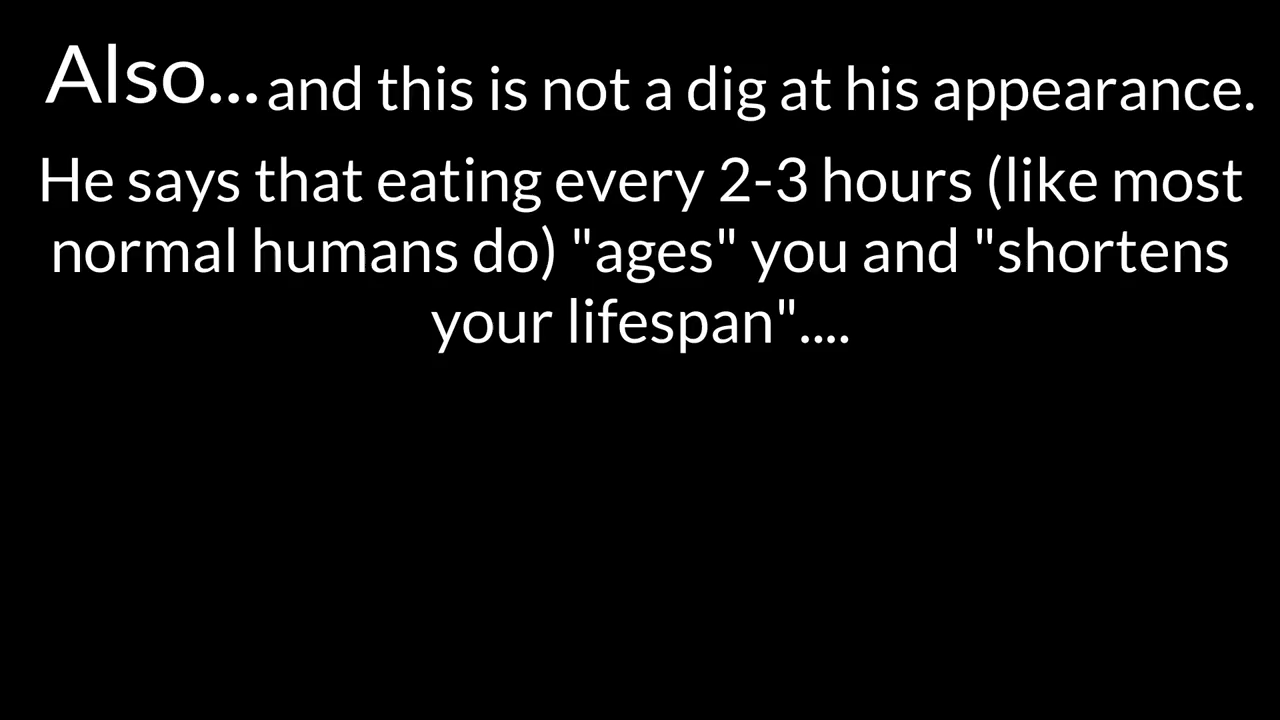 Also... and this is not a dig at his appearance.
He says that eating every 2-3 hours (like most
normal humans do) "ages" you and "shortens
your lifespan"....